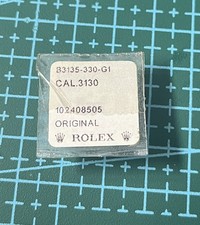 B3135-330-G1
CAL.3130
102408505
ORIGINAL
ROLEX